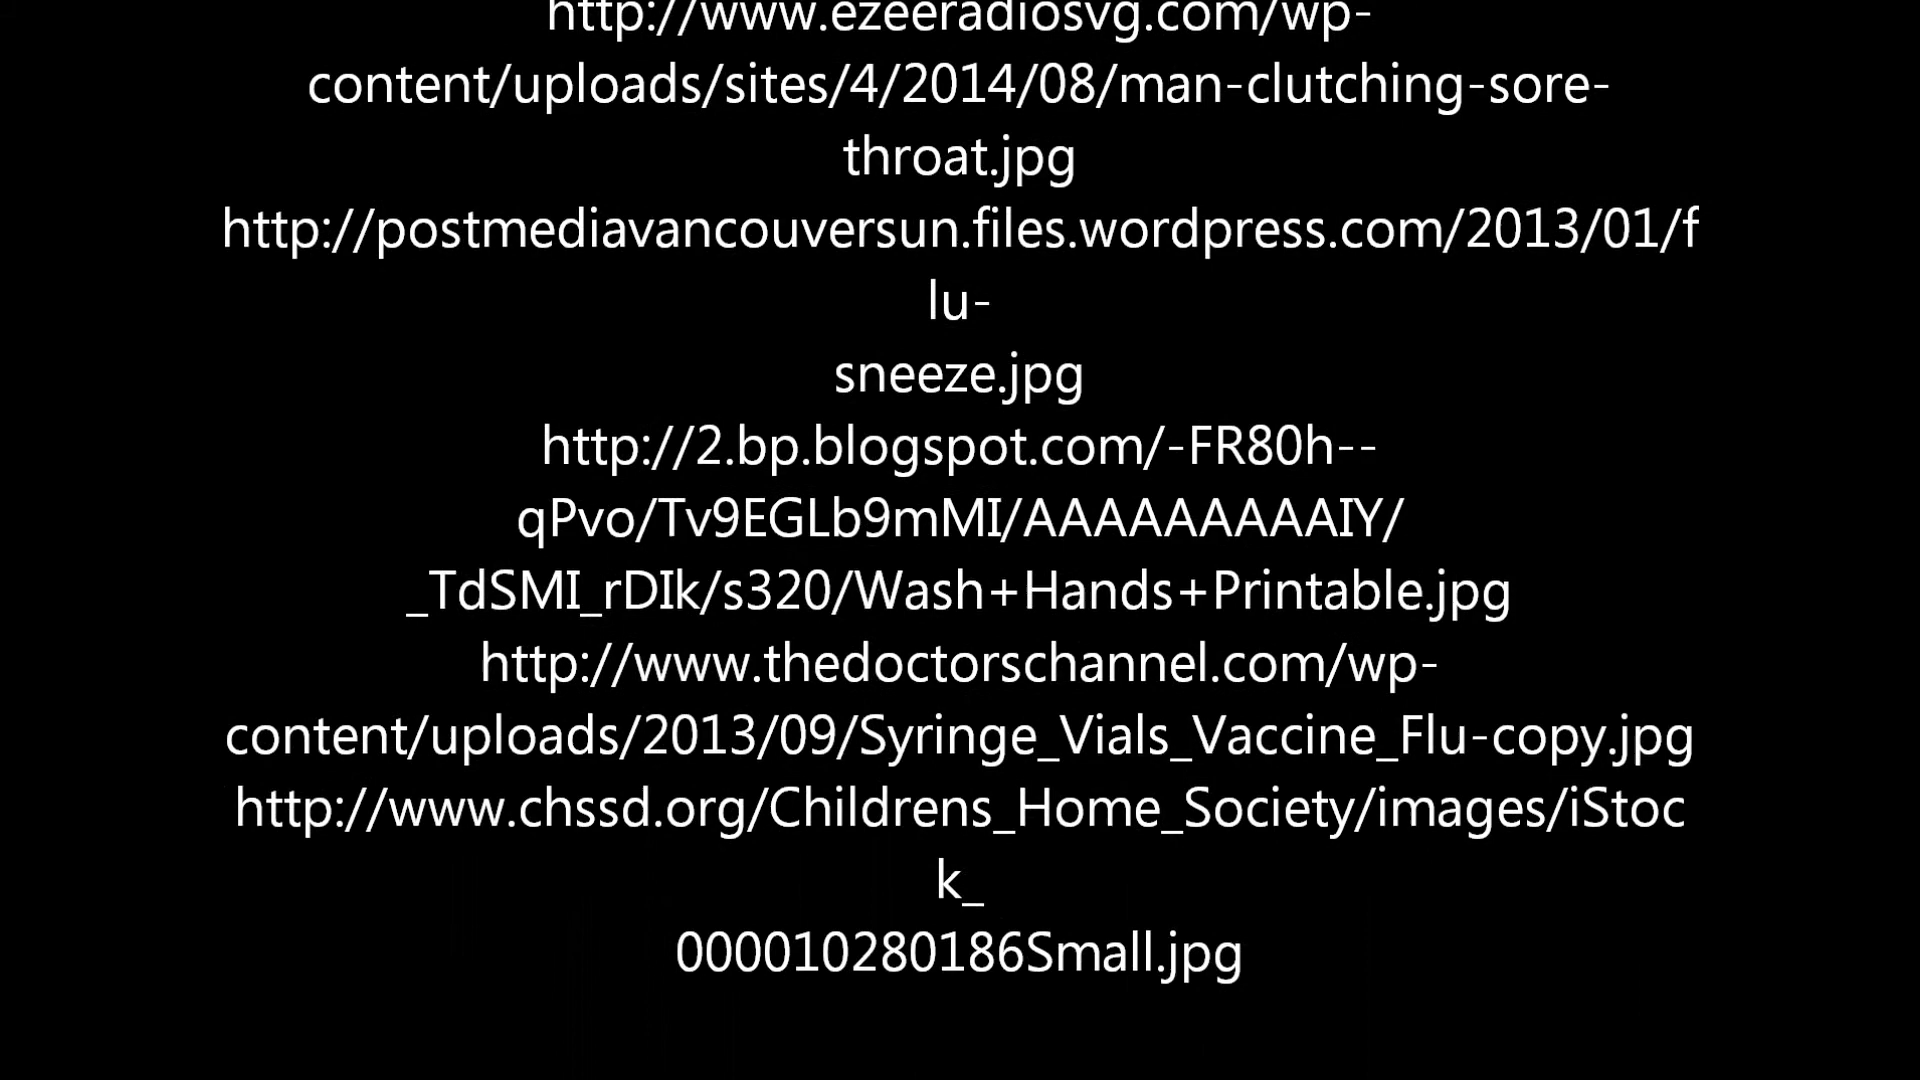 http://www.ezeeradiosvg.com/wp-
content/uploads/sites/4/2014/08/man-clutching-sore-
throat.jpg
http://postmediavancouversun.files.wordpress.com/2013/01/f
lu-
sneeze.jpg
http://2.bp.blogspot.com/-FR80h--
qPvo/Tv9EGLb9mMI/AAAAAAAAAIY/
_TdSMI_rDIk/s320/Wash+Hands+Printable.jpg
http://www.thedoctorschannel.com/wp-
content/uploads/2013/09/Syringe_Vials_Vaccine_Flu-copy.jpg
http://www.chssd.org/Childrens_Home_Society/images/iStoc
k_
000010280186Small.jpg